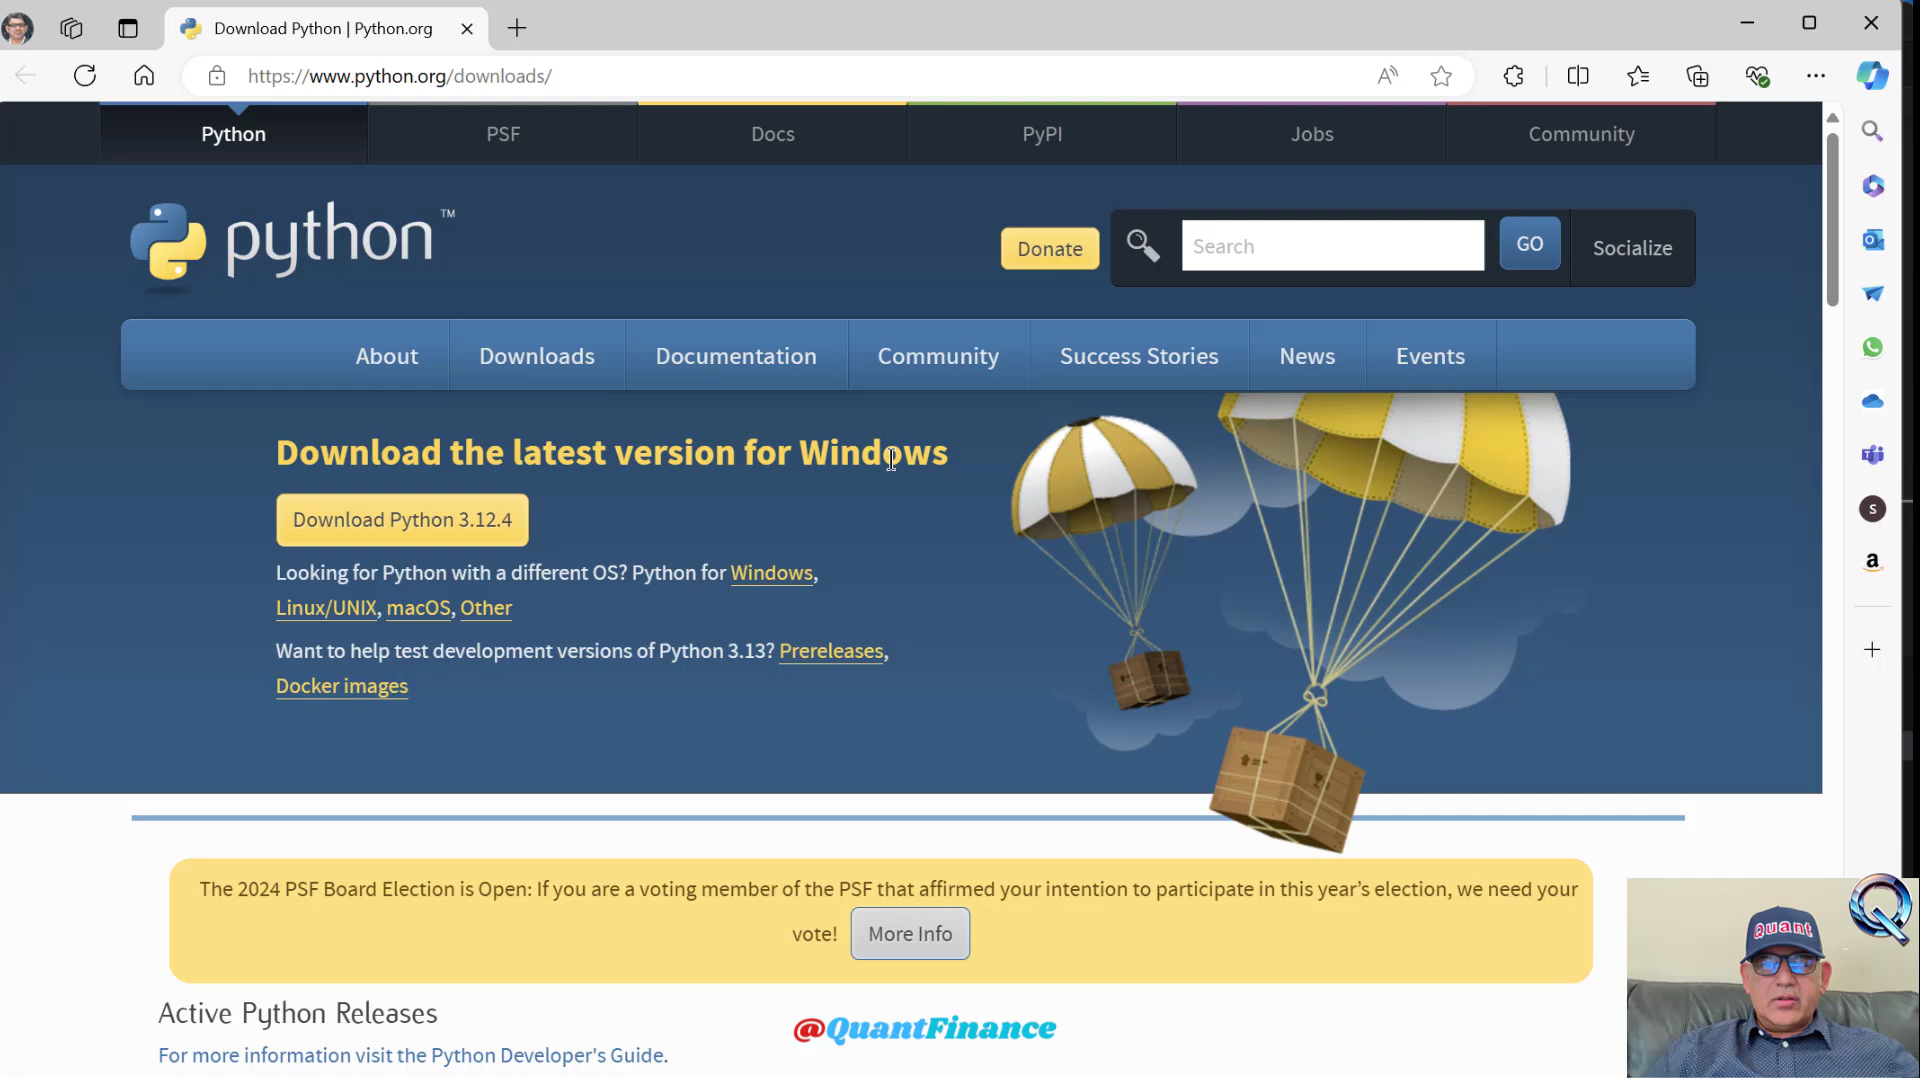 Download Python | Python.org
https://www.python.org/downloads/
Python
PSF
Docs
PyPI
Jobs
Community
python™
Donate
Search
GO
Socialize
About
Downloads
Documentation
Community
Success Stories
News
Events
Download the latest version for Windows
Download Python 3.12.4
Looking for Python with a different OS? Python for Windows,
Linux/UNIX, macOS, Other
Want to help test development versions of Python 3.13? Prereleases,
Docker images
The 2024 PSF Board Election is Open: If you are a voting member of the PSF that affirmed your intention to participate in this year's election, we need your
vote! More Info
Active Python Releases
For more information visit the Python Developer's Guide.
@QuantFinance
Quant